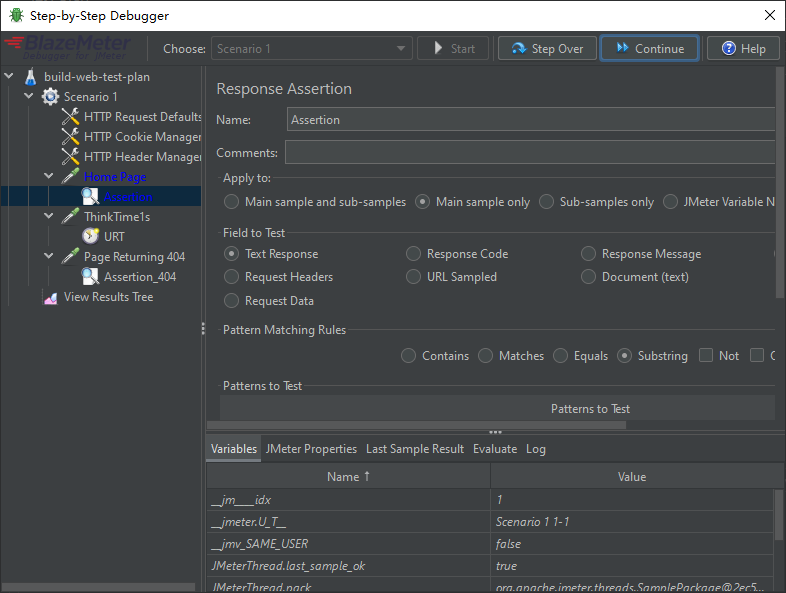 Step-by-Step Debugger
BlazeMeter
Debugger for JMeter
Choose: Scenario 1 Start Step Over Continue Help
build-web-test-plan
Scenario 1
HTTP Request Defaults
HTTP Cookie Manager
HTTP Header Manager
Home Page
Assertion
ThinkTime1s
URT
Page Returning 404
Assertion_404
View Results Tree
Response Assertion
Name: Assertion
Comments:
Apply to:
Main sample and sub-samples Main sample only Sub-samples only JMeter Variable N
Field to Test
Text Response Response Code Response Message
Request Headers URL Sampled Document (text)
Request Data
Pattern Matching Rules
Contains Matches Equals Substring Not
Patterns to Test
Patterns to Test
Variables JMeter Properties Last Sample Result Evaluate Log
Name ↑ Value
__jm___idx 1
__jmeter.U_T__ Scenario 1 1-1
__jmv_SAME_USER false
JMeterThread.last_sample_ok true
JMeterThread.pack org.apache.jmeter.threads.SamplePackage@2ec5...